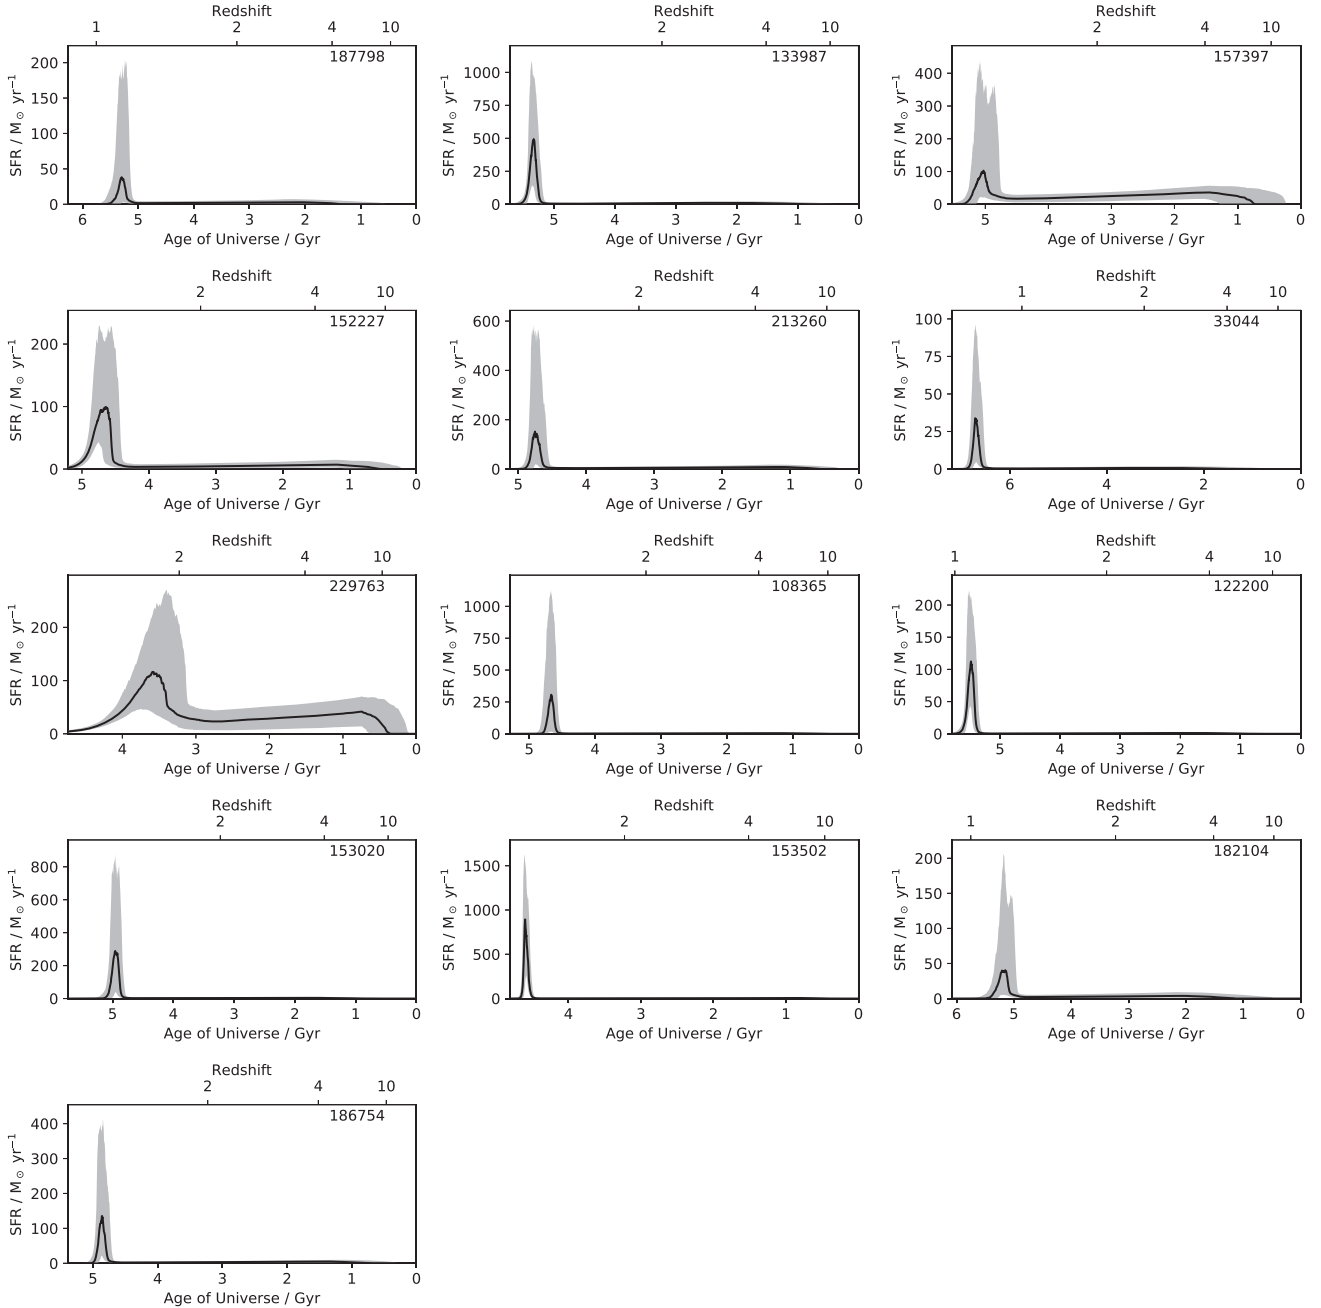 Redshift
1 2 4 10
187798
200
150
100
50
0
SFR / M⊙ yr−1
6 5 4 3 2 1 0
Age of Universe / Gyr
Redshift
2 4 10
133987
1000
750
500
250
0
SFR / M⊙ yr−1
5 4 3 2 1 0
Age of Universe / Gyr
Redshift
2 4 10
157397
400
300
200
100
0
SFR / M⊙ yr−1
5 4 3 2 1 0
Age of Universe / Gyr
Redshift
2 4 10
152227
200
100
0
SFR / M⊙ yr−1
5 4 3 2 1 0
Age of Universe / Gyr
Redshift
2 4 10
213260
600
400
200
0
SFR / M⊙ yr−1
5 4 3 2 1 0
Age of Universe / Gyr
Redshift
1 2 4 10
33044
100
75
50
25
0
SFR / M⊙ yr−1
6 4 2 0
Age of Universe / Gyr
Redshift
2 4 10
229763
200
100
0
SFR / M⊙ yr−1
4 3 2 1 0
Age of Universe / Gyr
Redshift
2 4 10
108365
1000
750
500
250
0
SFR / M⊙ yr−1
5 4 3 2 1 0
Age of Universe / Gyr
Redshift
1 2 4 10
122200
200
150
100
50
0
SFR / M⊙ yr−1
5 4 3 2 1 0
Age of Universe / Gyr
Redshift
2 4 10
153020
800
600
400
200
0
SFR / M⊙ yr−1
5 4 3 2 1 0
Age of Universe / Gyr
Redshift
2 4 10
153502
1500
1000
500
0
SFR / M⊙ yr−1
4 3 2 1 0
Age of Universe / Gyr
Redshift
1 2 4 10
182104
200
150
100
50
0
SFR / M⊙ yr−1
6 5 4 3 2 1 0
Age of Universe / Gyr
Redshift
2 4 10
186754
400
300
200
100
0
SFR / M⊙ yr−1
5 4 3 2 1 0
Age of Universe / Gyr